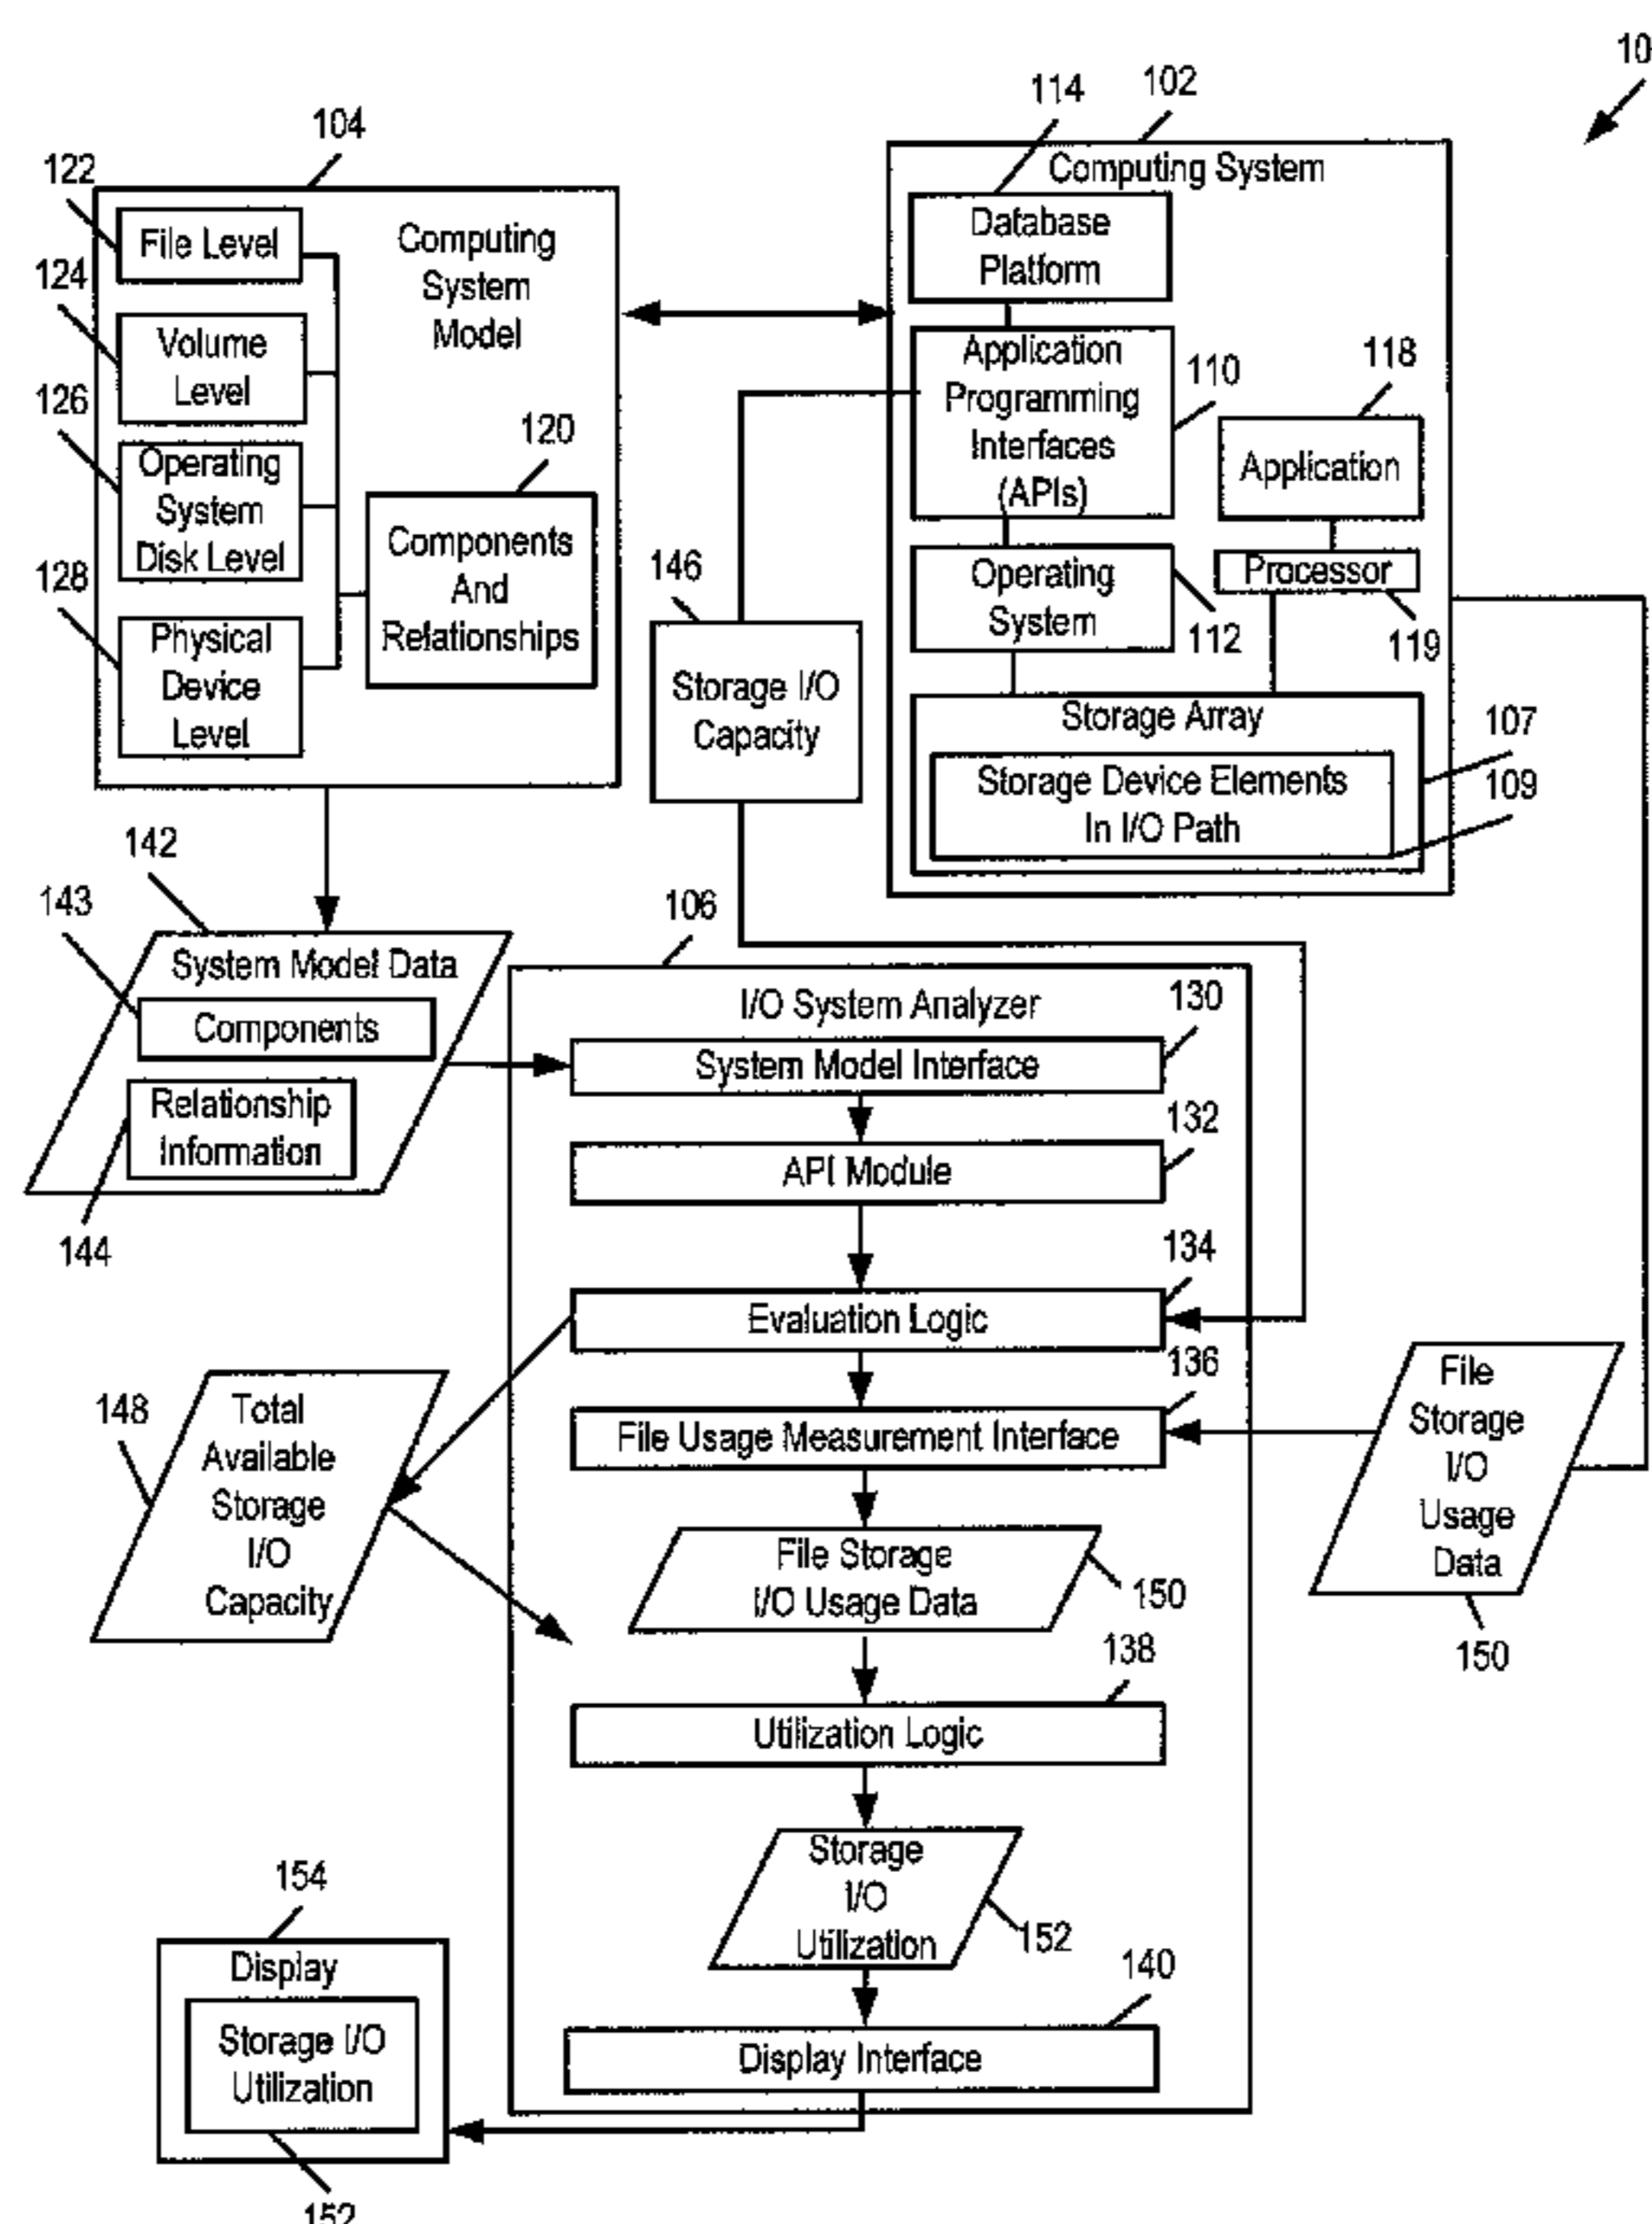 10
102
114
104
122
Computing System
Database
Platform
File Level
Computing
System
Model
124
Volume
Level
Application
Programming
Interfaces
(APIs)
110
118
Application
126
Operating
System
Disk Level
120
Components
And
Relationships
128
Physical
Device
Level
146
Storage I/O
Capacity
Operating
System
112
Processor
119
Storage Array
107
Storage Device Elements
In I/O Path
109
142
143
System Model Data
Components
Relationship
Information
144
106
I/O System Analyzer
130
System Model Interface
132
API Module
134
Evaluation Logic
136
File Usage Measurement Interface
148
Total
Available
Storage
I/O
Capacity
File
Storage
I/O
Usage
Data
150
File Storage
I/O Usage Data
150
138
Utilization Logic
Storage
I/O
Utilization
152
140
Display Interface
154
Display
Storage I/O
Utilization
152